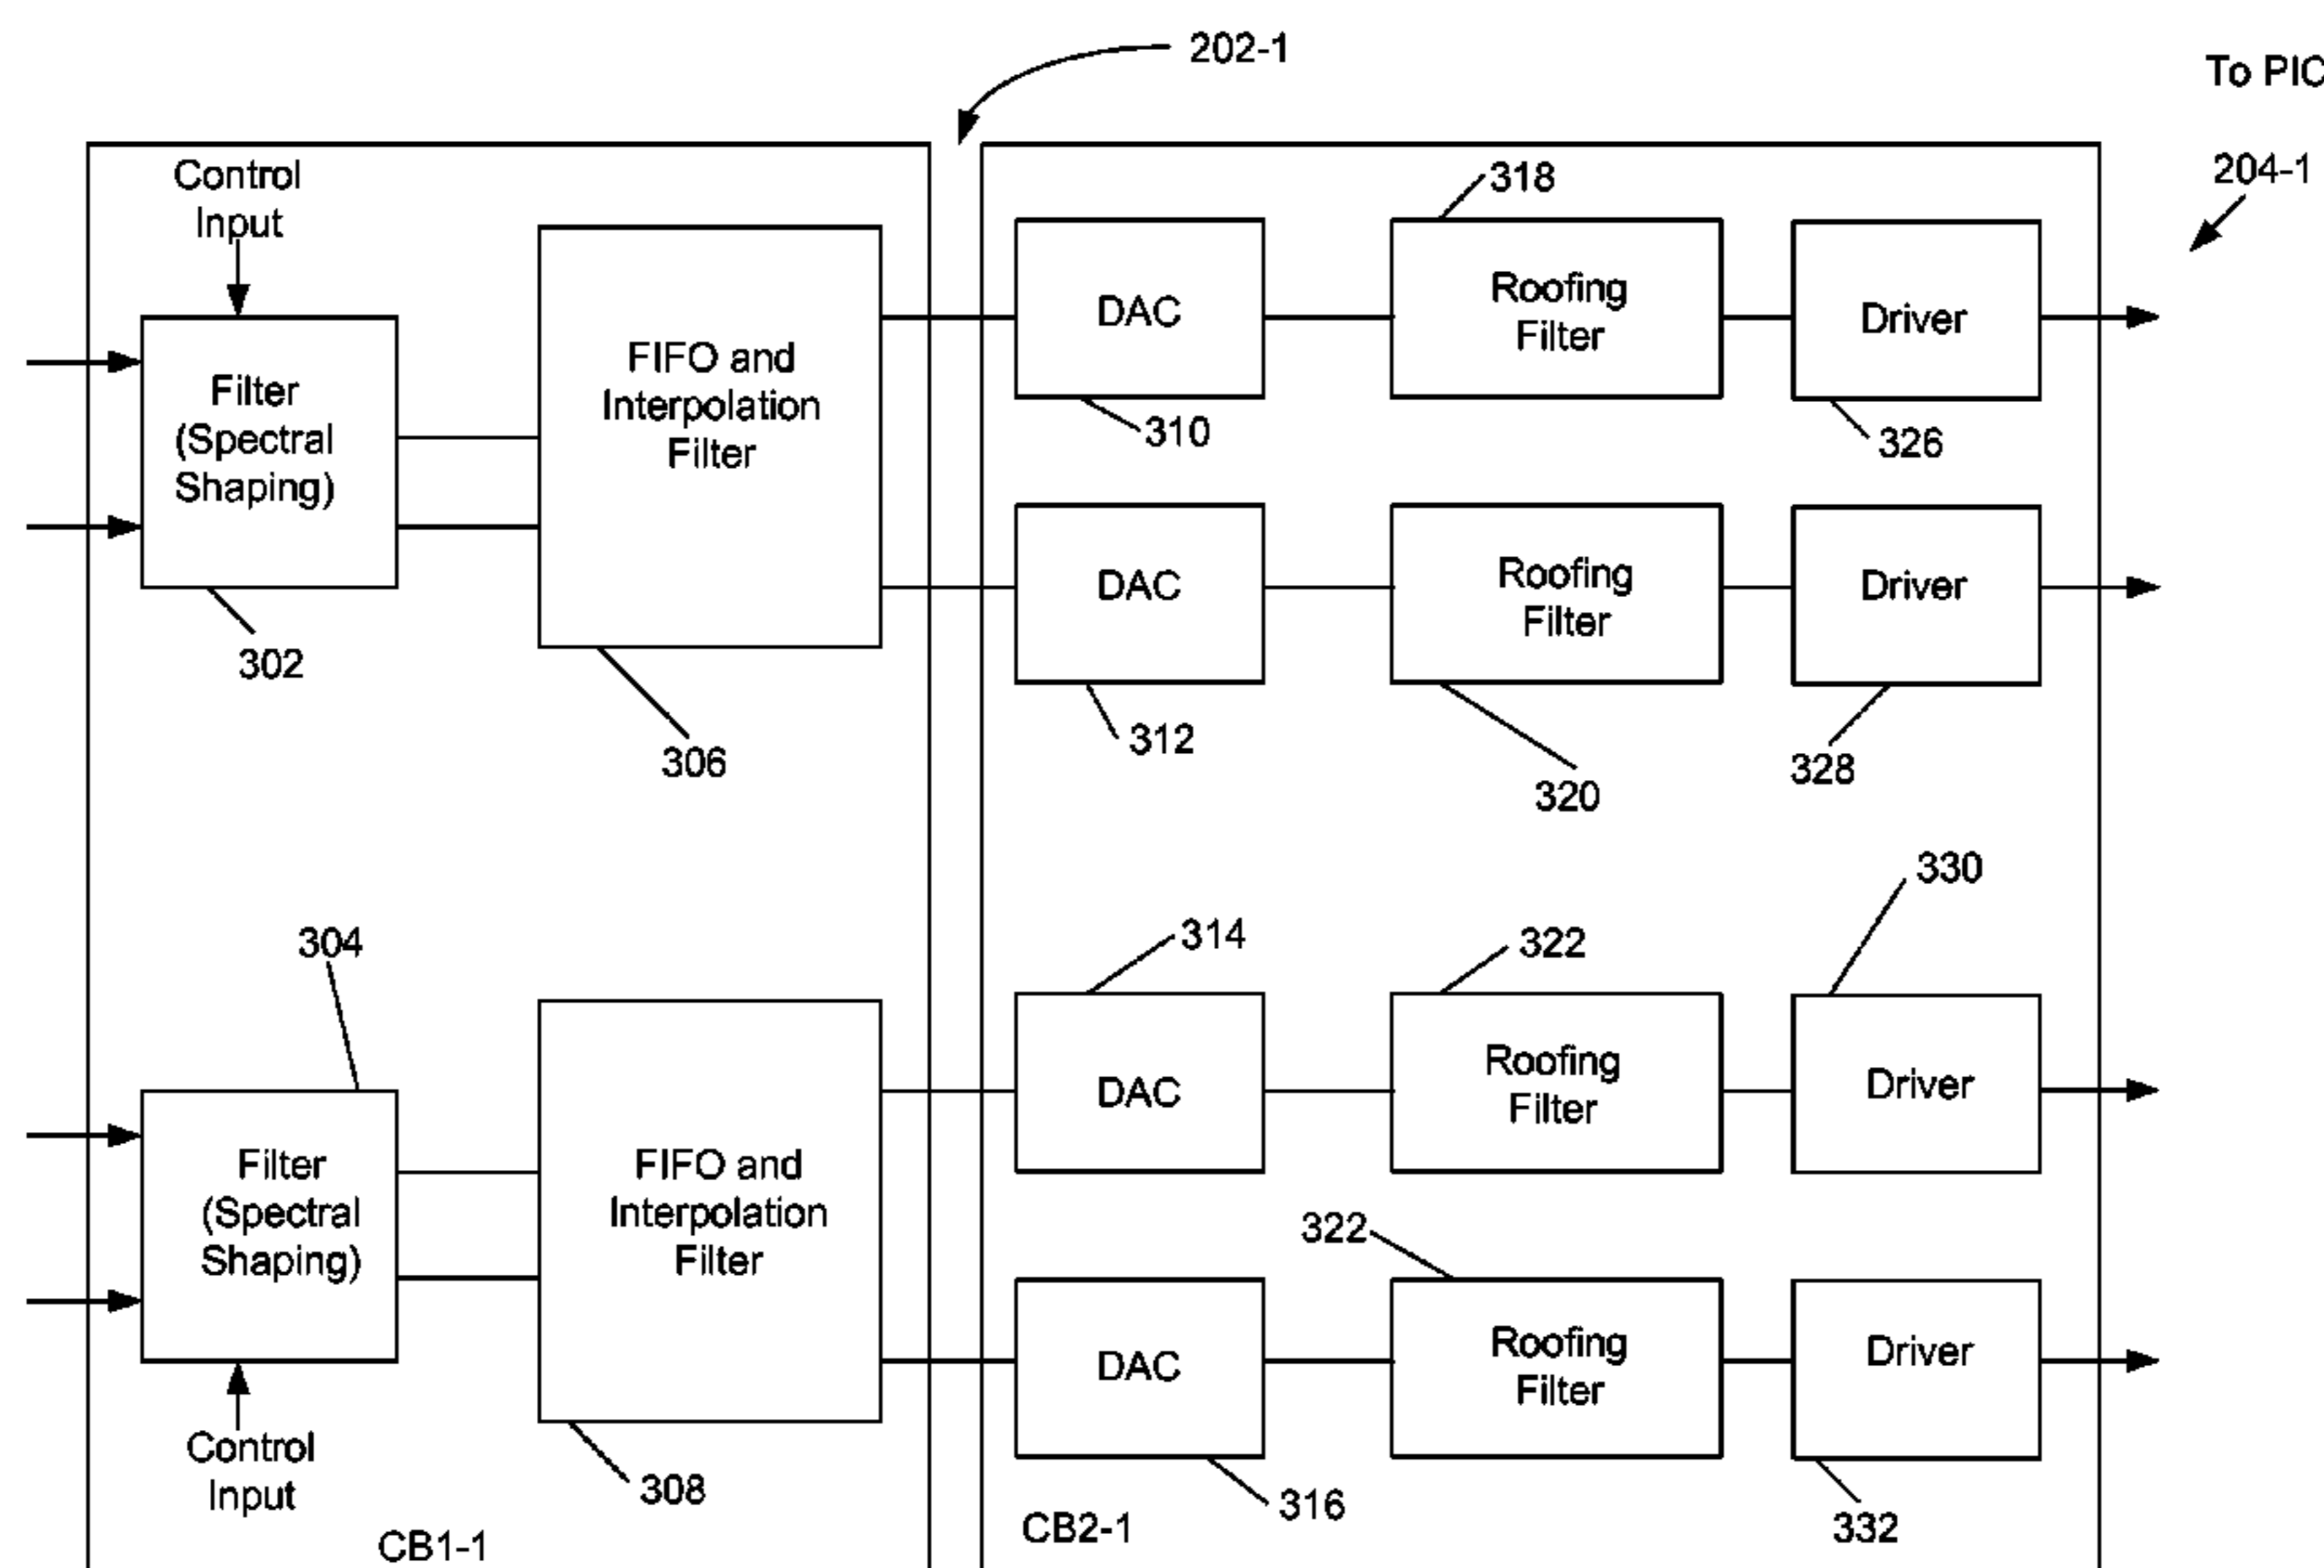 202-1
To PIC
204-1
Control
Input
318
DAC
Roofing
Filter
Driver
310
326
Filter
(Spectral
Shaping)
FIFO and
Interpolation
Filter
302
306
DAC
Roofing
Filter
Driver
312
320
328
330
304
314
322
DAC
Roofing
Filter
Driver
Filter
(Spectral
Shaping)
FIFO and
Interpolation
Filter
322
DAC
Roofing
Filter
Driver
Control
Input
308
316
332
CB1-1
CB2-1